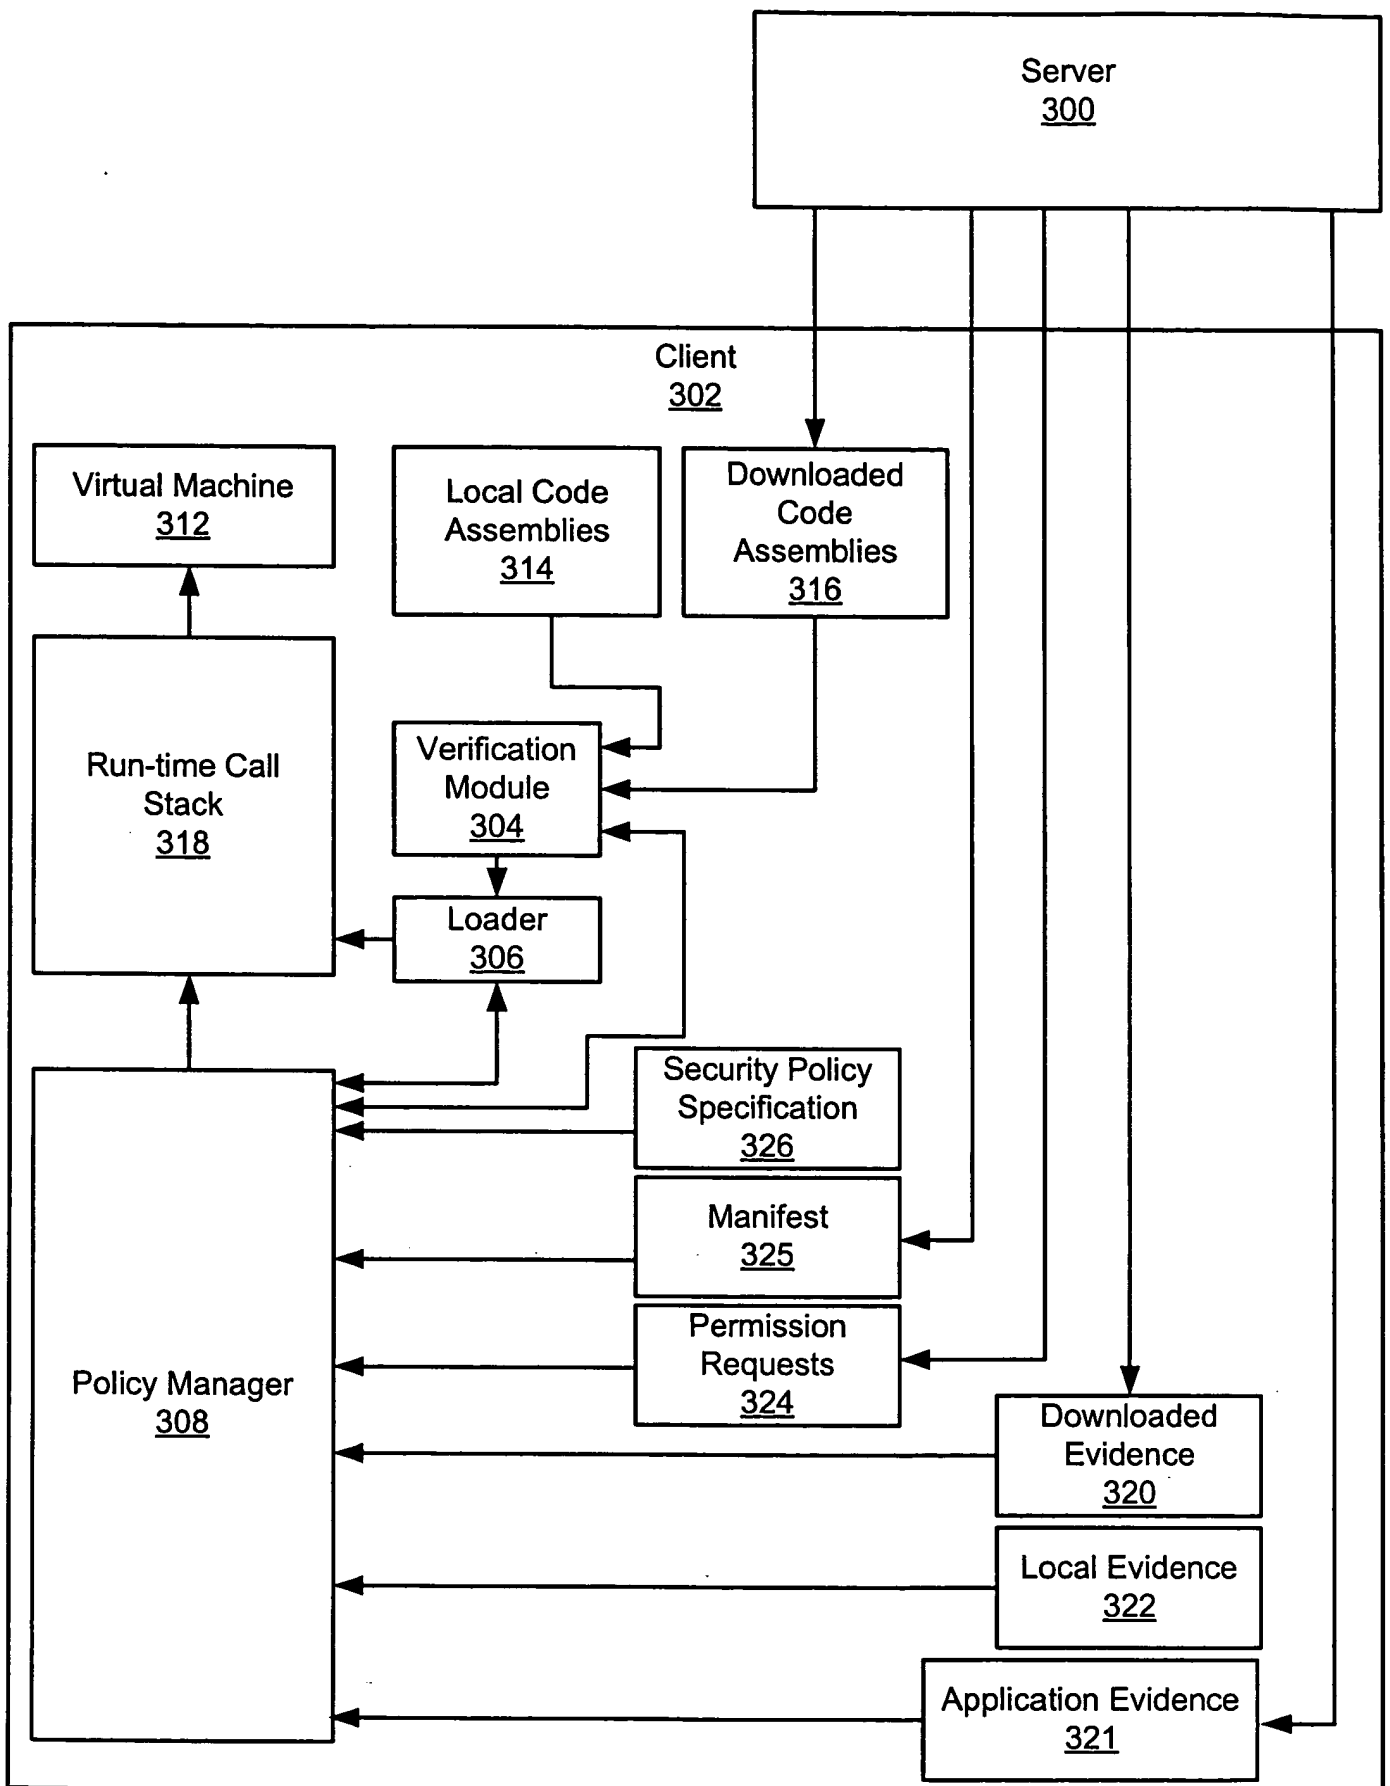 Server
300
Client
302
Virtual Machine
312
Local Code
Assemblies
314
Downloaded
Code
Assemblies
316
Run-time Call
Stack
318
Verification
Module
304
Loader
306
Security Policy
Specification
326
Manifest
325
Permission
Requests
324
Policy Manager
308
Downloaded
Evidence
320
Local Evidence
322
Application Evidence
321